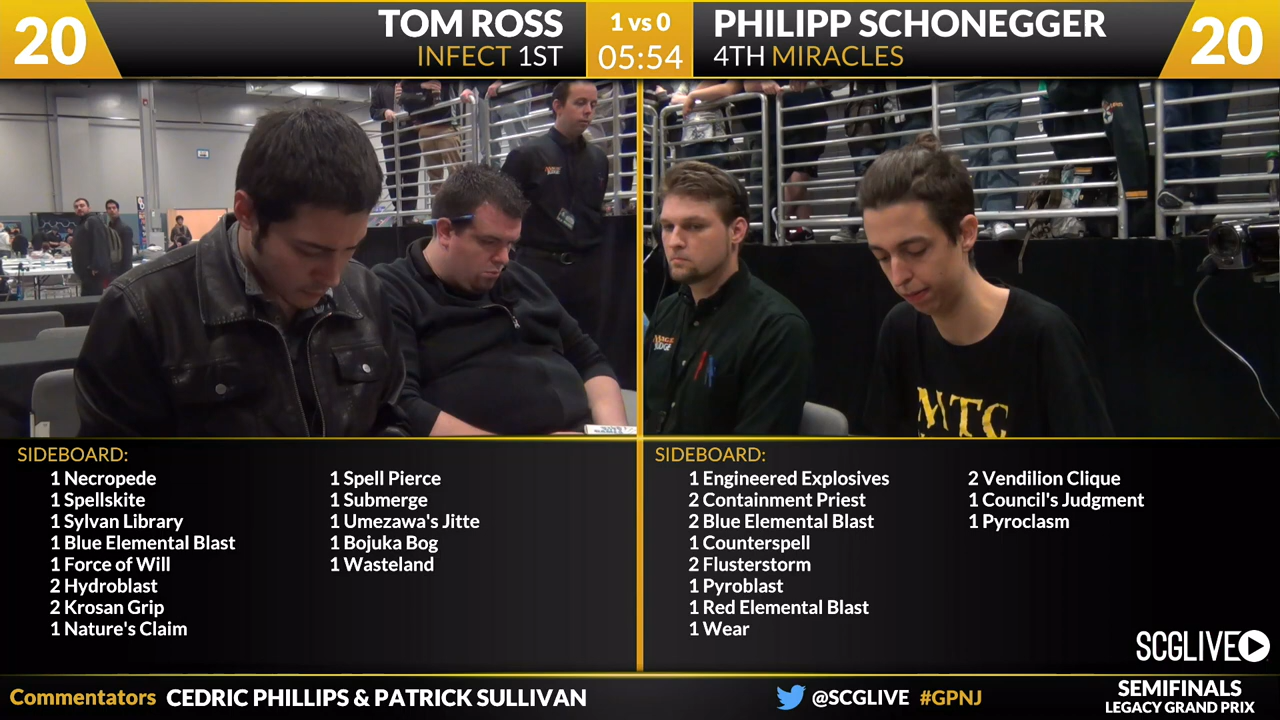 20
TOM ROSS
INFECT 1ST
1 vs 0
05:54
PHILIPP SCHONEGGER
4TH MIRACLES
20
JUDGE
MTG
SIDEBOARD:
1 Necropede
1 Spellskite
1 Sylvan Library
1 Blue Elemental Blast
1 Force of Will
2 Hydroblast
2 Krosan Grip
1 Nature's Claim
1 Spell Pierce
1 Submerge
1 Umezawa's Jitte
1 Bojuka Bog
1 Wasteland
SIDEBOARD:
1 Engineered Explosives
2 Containment Priest
2 Blue Elemental Blast
1 Counterspell
2 Flusterstorm
1 Pyroblast
1 Red Elemental Blast
1 Wear
2 Vendilion Clique
1 Council's Judgment
1 Pyroclasm
SCGLIVE
Commentators CEDRIC PHILLIPS & PATRICK SULLIVAN
@SCGLIVE #GPNJ
SEMIFINALS
LEGACY GRAND PRIX